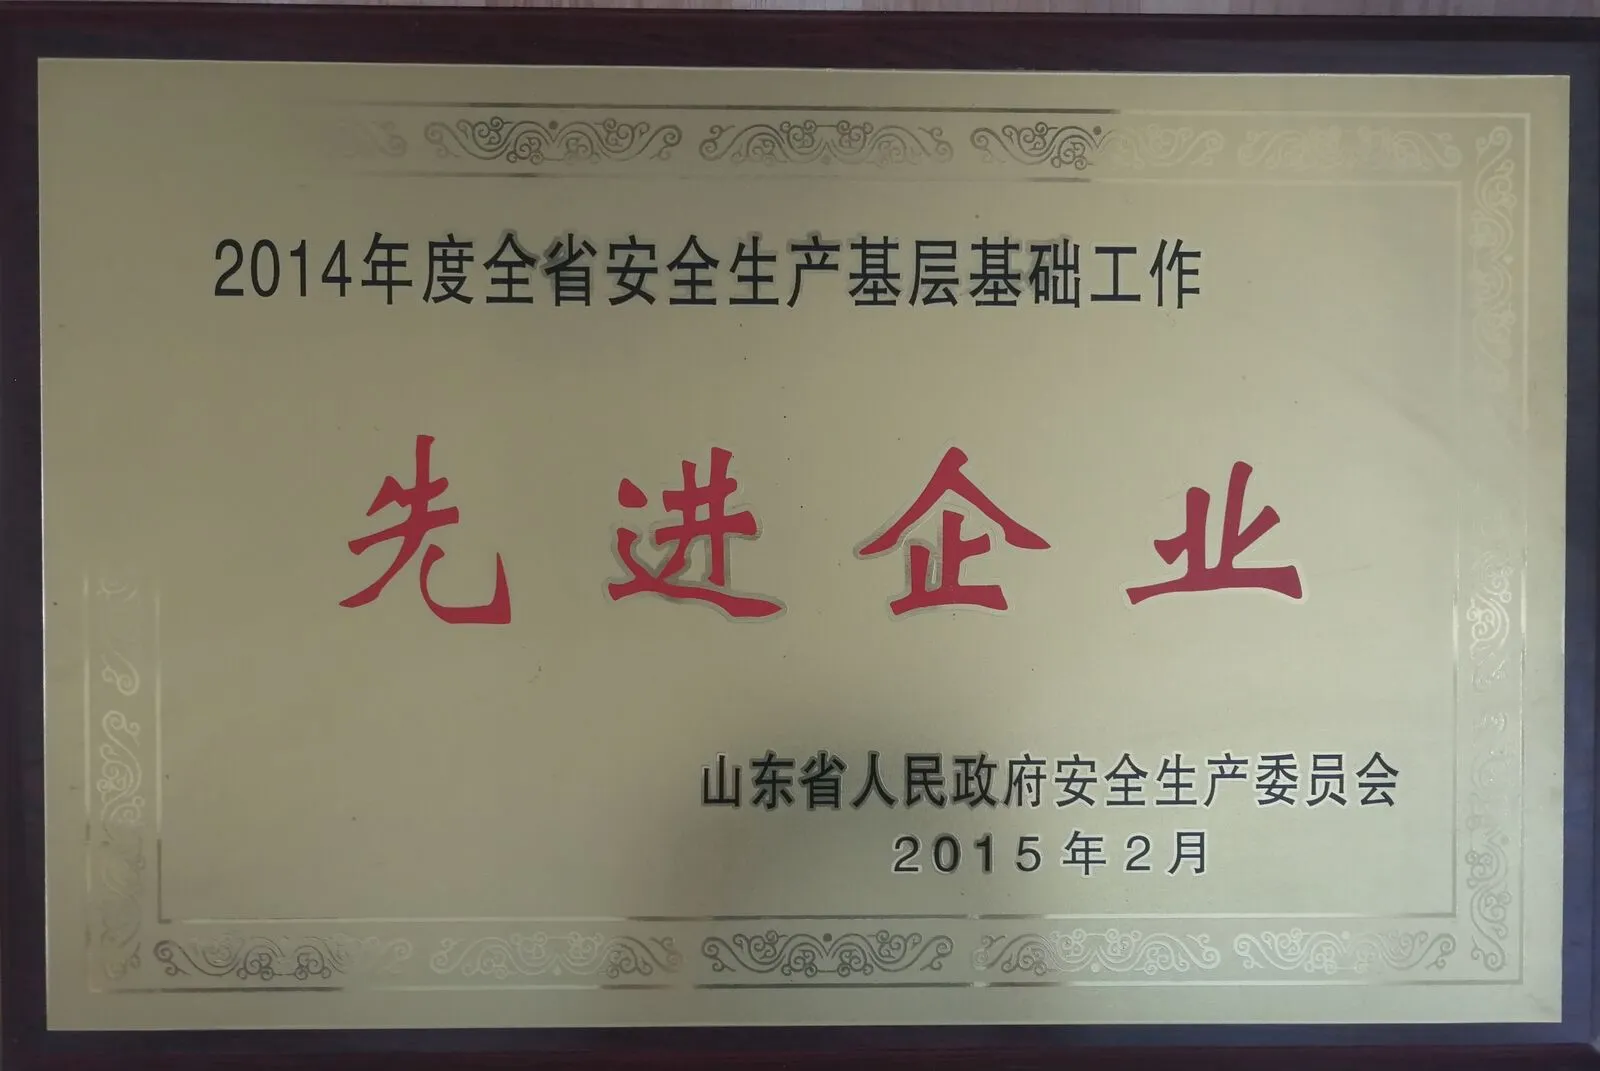 2014年度全省安全生产基层基础工作
先进企业
山东省人民政府安全生产委员会
2015年2月